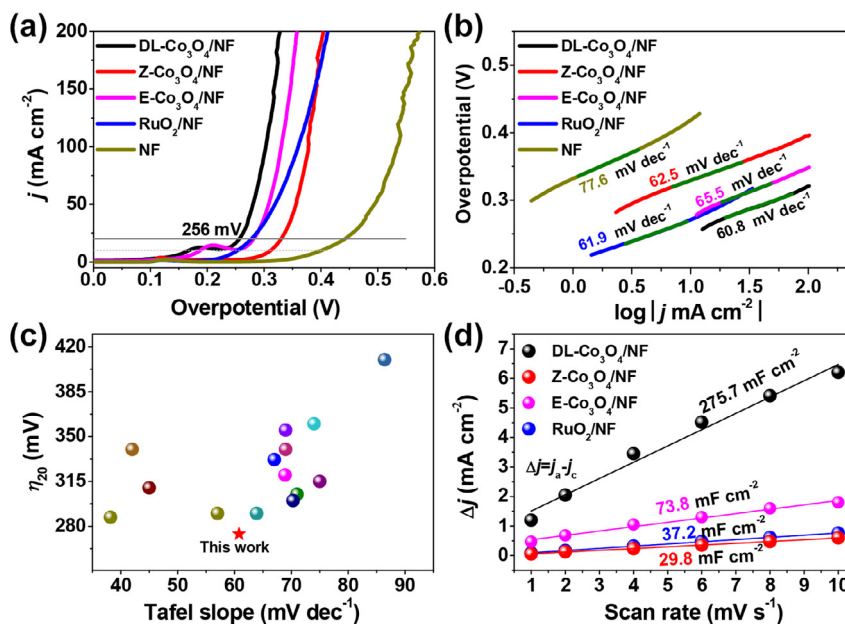 (a)
200
150
100
50
0
j (mA cm⁻²)
DL-Co₃O₄/NF
Z-Co₃O₄/NF
E-Co₃O₄/NF
RuO₂/NF
NF
256 mV
0.0 0.1 0.2 0.3 0.4 0.5 0.6
Overpotential (V)
(b)
0.5
0.4
0.3
0.2
Overpotential (V)
DL-Co₃O₄/NF
Z-Co₃O₄/NF
E-Co₃O₄/NF
RuO₂/NF
NF
77.6 mV dec⁻¹
62.5 mV dec⁻¹
65.5 mV dec⁻¹
61.9 mV dec⁻¹
60.8 mV dec⁻¹
-0.5 0.0 0.5 1.0 1.5 2.0
log|j mA cm⁻²|
(c)
420
385
350
315
280
η₂₀ (mV)
This work
40 50 60 70 80 90
Tafel slope (mV dec⁻¹)
(d)
7
6
5
4
3
2
1
0
Δj (mA cm⁻²)
DL-Co₃O₄/NF
Z-Co₃O₄/NF
E-Co₃O₄/NF
RuO₂/NF
Δj=jₐ-j꜀
275.7 mF cm⁻²
73.8 mF cm⁻²
37.2 mF cm⁻²
29.8 mF cm⁻²
1 2 3 4 5 6 7 8 9 10
Scan rate (mV s⁻¹)